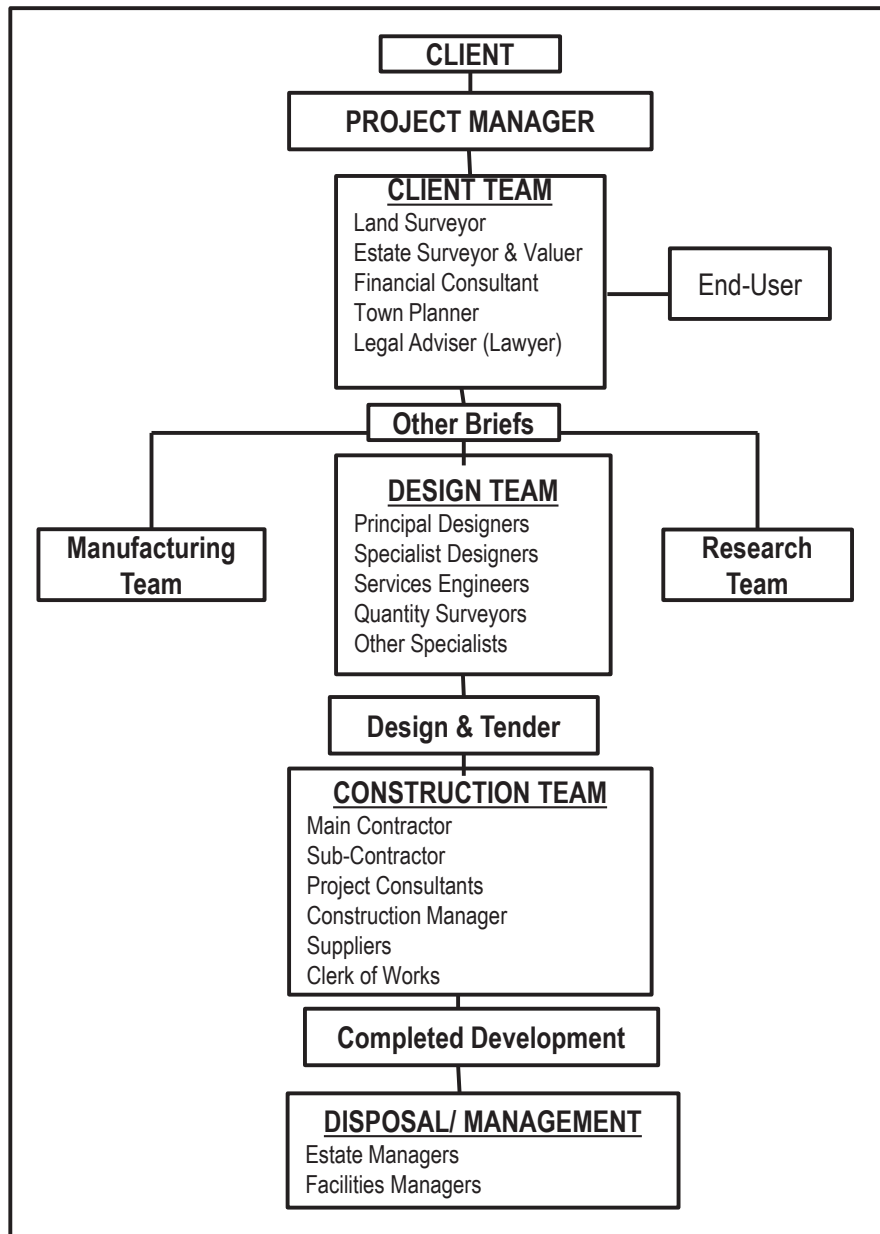 CLIENT
PROJECT MANAGER
CLIENT TEAM
Land Surveyor
Estate Surveyor & Valuer
Financial Consultant
Town Planner
Legal Adviser (Lawyer)
End-User
Other Briefs
Manufacturing
Team
DESIGN TEAM
Principal Designers
Specialist Designers
Services Engineers
Quantity Surveyors
Other Specialists
Research
Team
Design & Tender
CONSTRUCTION TEAM
Main Contractor
Sub-Contractor
Project Consultants
Construction Manager
Suppliers
Clerk of Works
Completed Development
DISPOSAL/ MANAGEMENT
Estate Managers
Facilities Managers